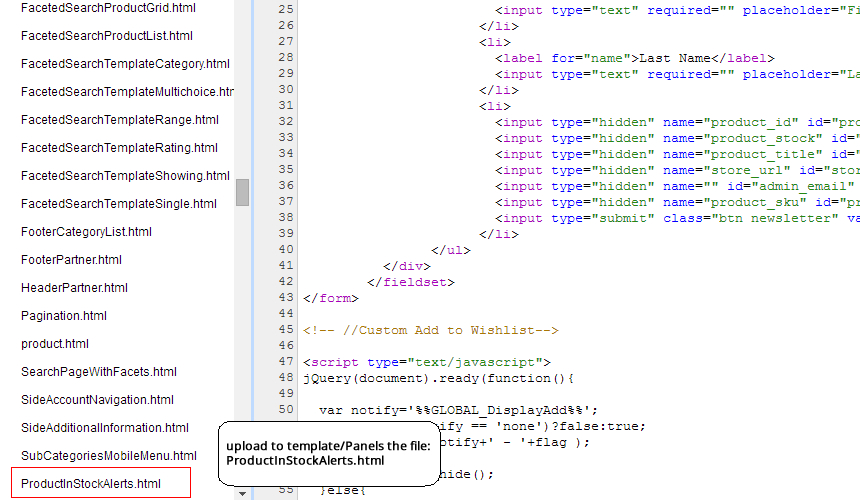 FacetedSearchProductGrid.html
FacetedSearchProductList.html
FacetedSearchTemplateCategory.html
FacetedSearchTemplateMultichoice.htm
FacetedSearchTemplateRange.html
FacetedSearchTemplateRating.html
FacetedSearchTemplateShowing.html
FacetedSearchTemplateSingle.html
FooterCategoryList.html
FooterPartner.html
HeaderPartner.html
Pagination.html
product.html
SearchPageWithFacets.html
SideAccountNavigation.html
SideAdditionalInformation.html
SubCategoriesMobileMenu.html
ProductInStockAlerts.html
25 <input type="text" required="" placeholder="Fi
26 </li>
27 <li>
28 <label for="name">Last Name</label>
29 <input type="text" required="" placeholder="La
30 </li>
31 <li>
32 <input type="hidden" name="product_id" id="pro
33 <input type="hidden" name="product_stock" id=
34 <input type="hidden" name="product_title" id="
35 <input type="hidden" name="store_url" id="stor
36 <input type="hidden" name="" id="admin_email"
37 <input type="hidden" name="product_sku" id="pr
38 <input type="submit" class="btn newsletter" va
39 </li>
40 </ul>
41 </div>
42 </fieldset>
43 </form>
44
45 <!-- //Custom Add to Wishlist-->
46
47 <script type="text/javascript">
48 jQuery(document).ready(function(){
49
50 var notify='%%GLOBAL_DisplayAdd%%';
ify == 'none')?false:true;
otify+' - '+flag );
hide();
55 }else{
upload to template/Panels the file:
ProductInStockAlerts.html